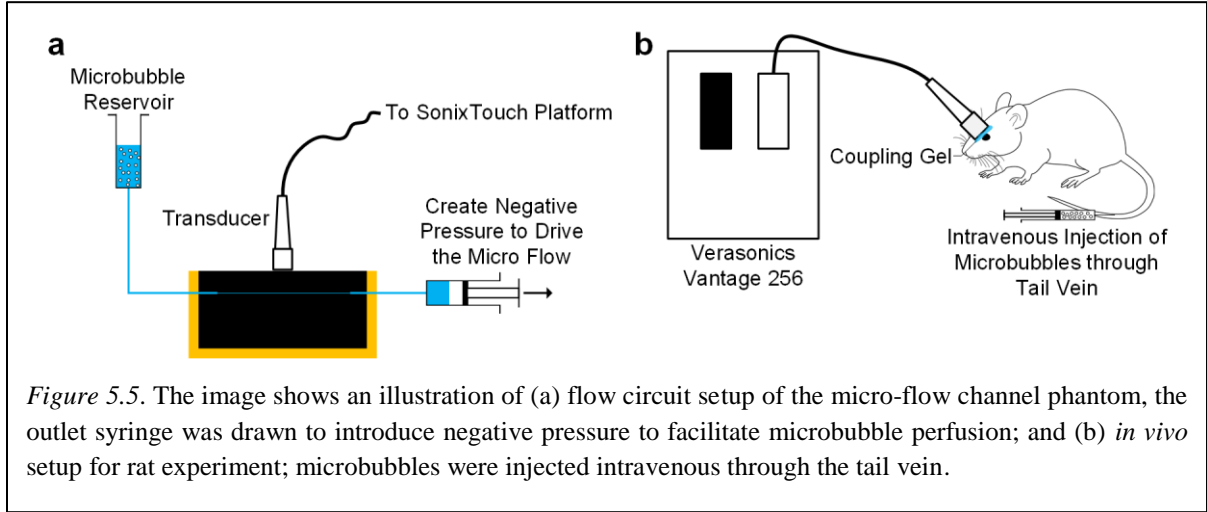 a
Microbubble
Reservoir
To SonixTouch Platform
Transducer
Create Negative
Pressure to Drive
the Micro Flow
b
Coupling Gel
Verasonics
Vantage 256
Intravenous Injection of
Microbubbles through
Tail Vein
Figure 5.5. The image shows an illustration of (a) flow circuit setup of the micro-flow channel phantom, the
outlet syringe was drawn to introduce negative pressure to facilitate microbubble perfusion; and (b) in vivo
setup for rat experiment; microbubbles were injected intravenous through the tail vein.